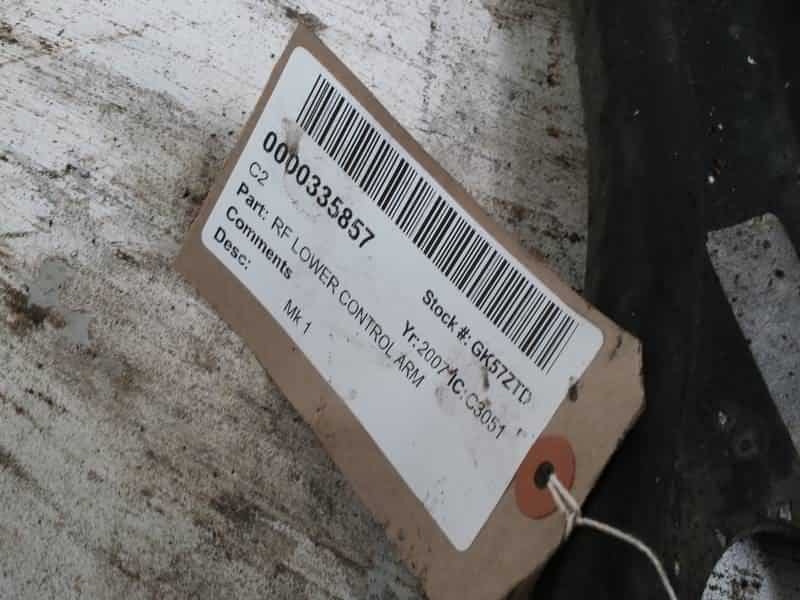 0000335857 Stock #: GK57ZTD
C2 Yr: 2007 IC: C3051
Part: RF LOWER CONTROL ARM
Comments
Desc: Mk 1